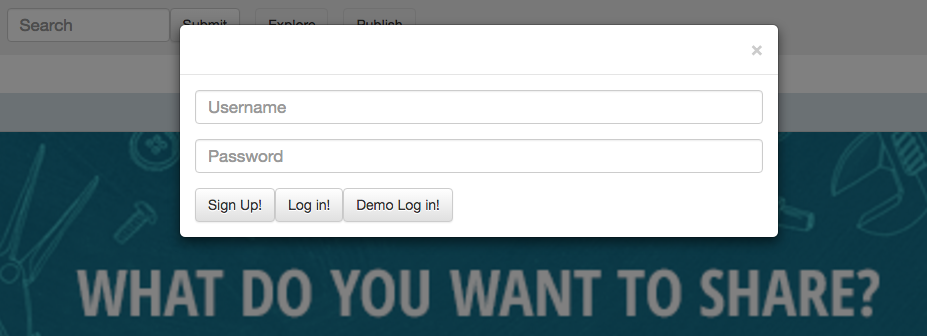 Search Submit Explore Publish
×
Username
Password
Sign Up! Log in! Demo Log in!
WHAT DO YOU WANT TO SHARE?